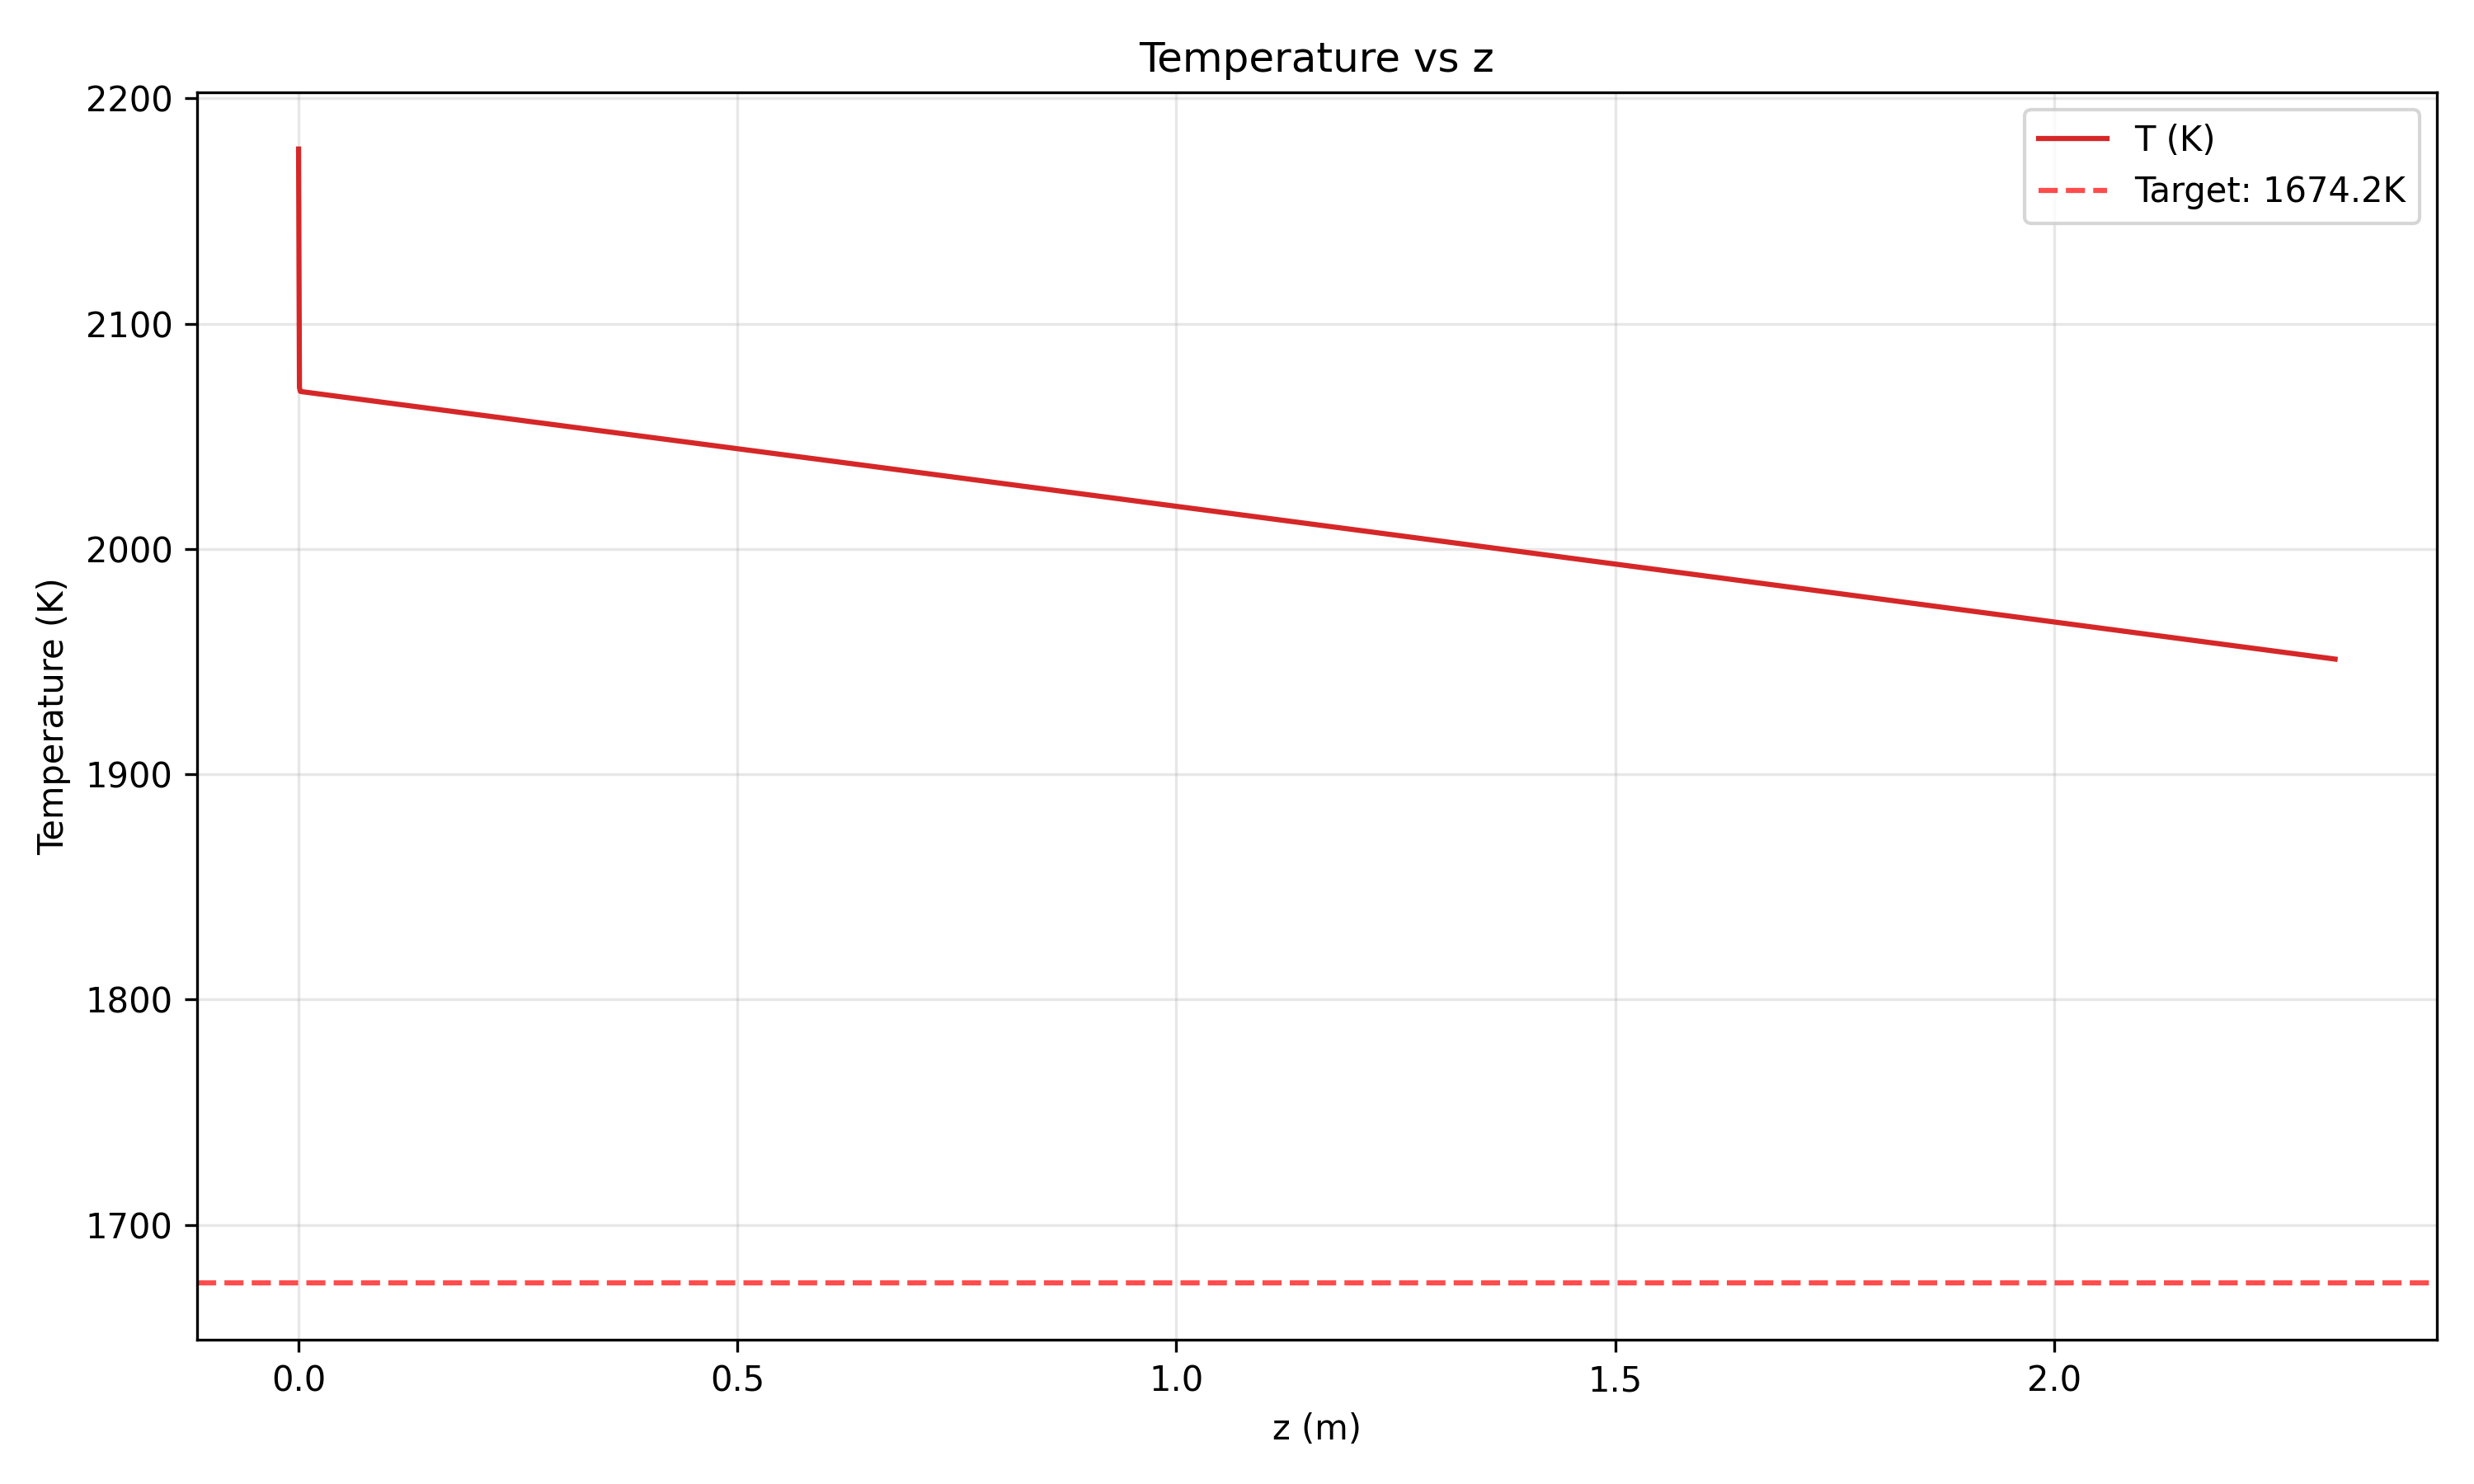 Temperature vs z
T (K)
Target: 1674.2K
2200
2100
2000
1900
1800
1700
Temperature (K)
0.0 0.5 1.0 1.5 2.0
z (m)